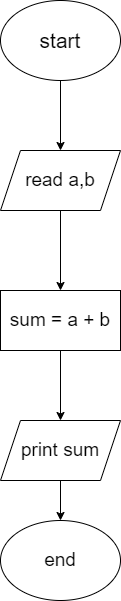 start
read a,b
sum = a + b
print sum
end